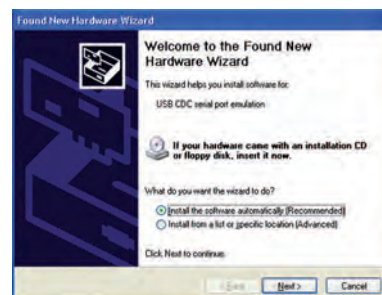 Found New Hardware Wizard
Welcome to the Found New
Hardware Wizard
This wizard helps you install software for:
USB CDC serial port emulation
If your hardware came with an installation CD
or floppy disk, insert it now.
What do you want the wizard to do?
Install the software automatically (Recommended)
Install from a list or specific location (Advanced)
Click Next to continue.
< Back Next > Cancel